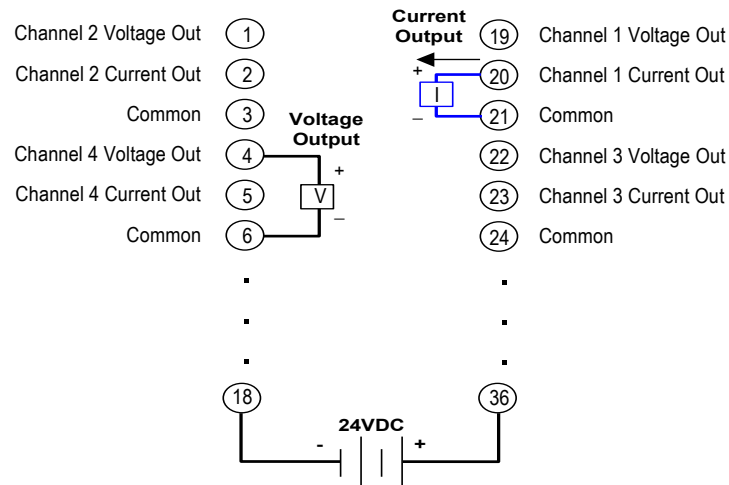 Channel 2 Voltage Out 1
Channel 2 Current Out 2
Common 3
Channel 4 Voltage Out 4
Channel 4 Current Out 5
Common 6
Voltage
Output
+
V
–
Current
Output
19 Channel 1 Voltage Out
20 Channel 1 Current Out
21 Common
22 Channel 3 Voltage Out
23 Channel 3 Current Out
24 Common
+
I
–
18
36
24VDC
- +